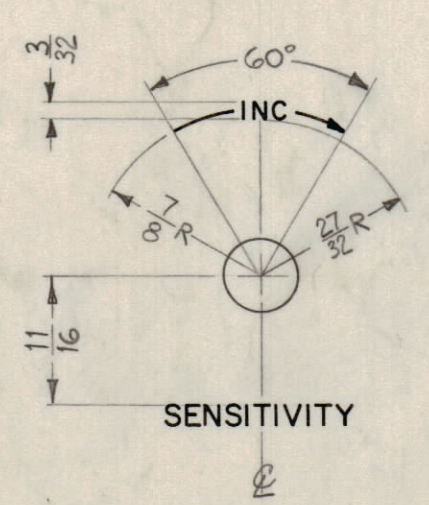 3/32
60°
INC
7/8 R
27/32 R
11/16
SENSITIVITY
℄